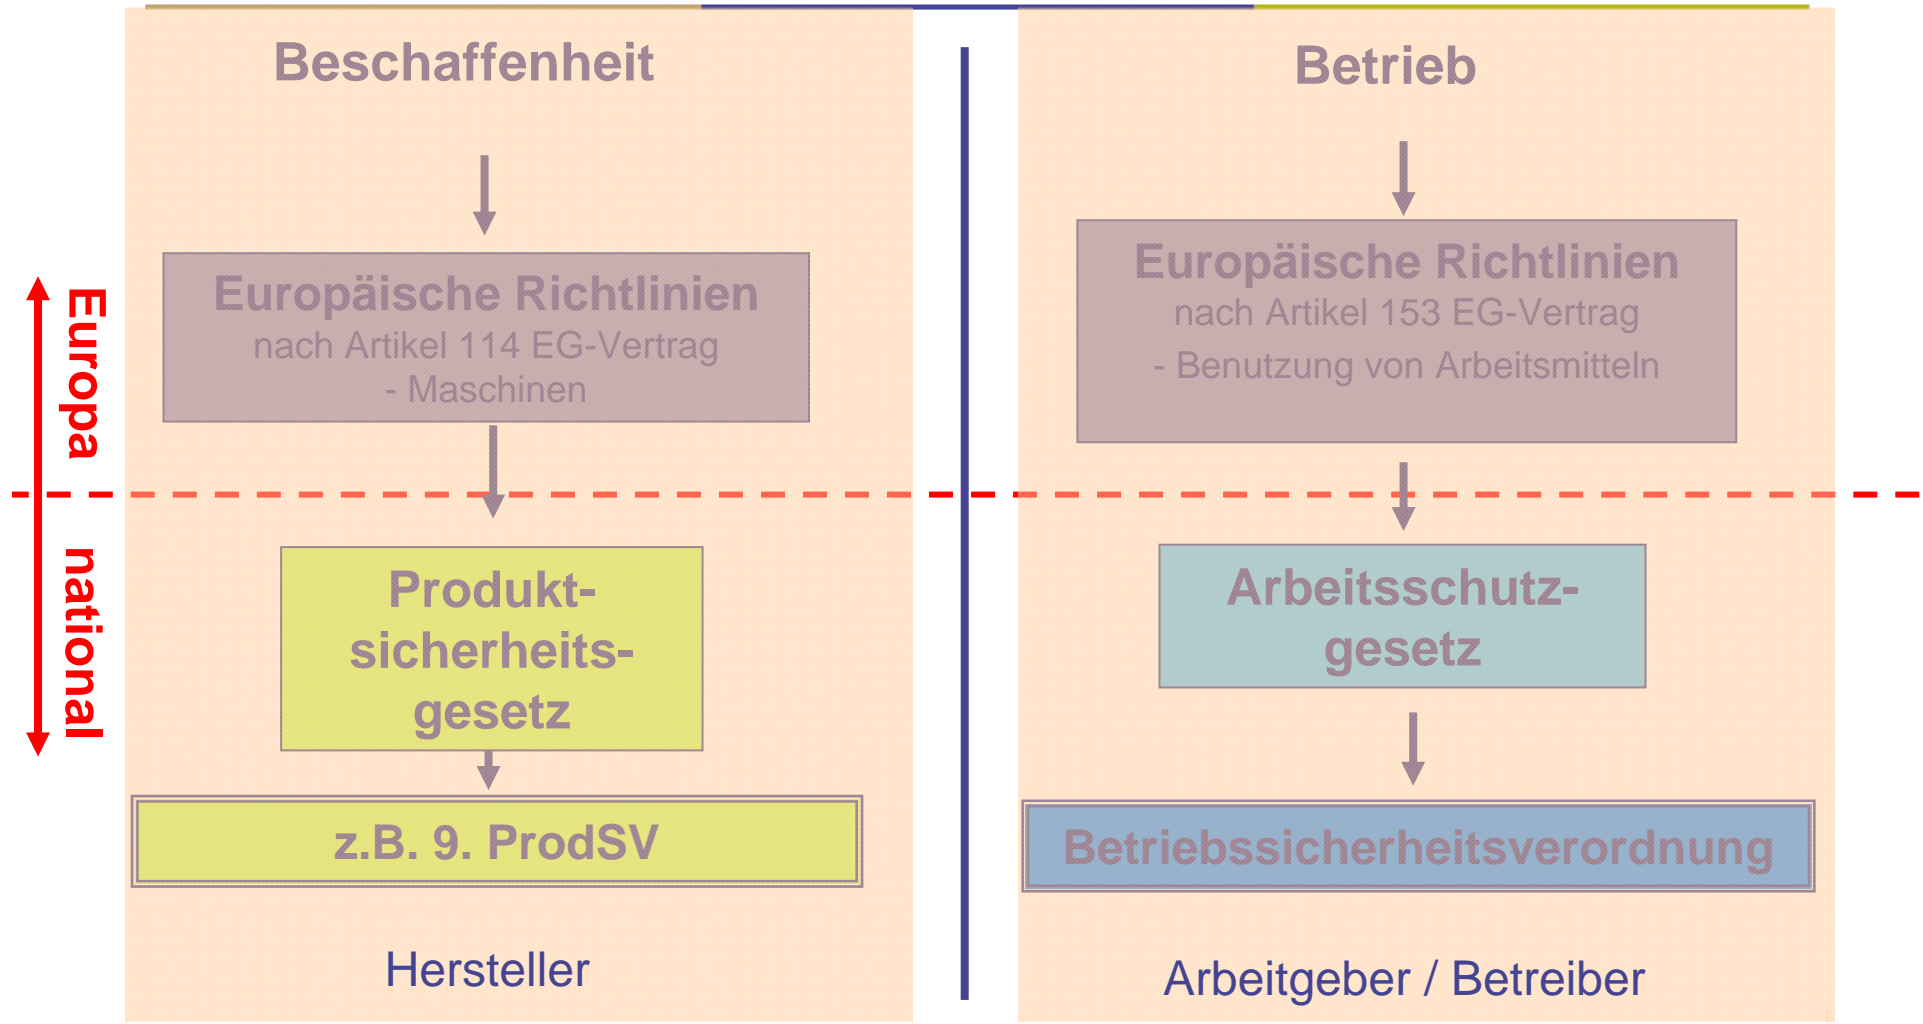 Beschaffenheit
Europäische Richtlinien
nach Artikel 114 EG-Vertrag
- Maschinen
Produkt-
sicherheits-
gesetz
z.B. 9. ProdSV
Hersteller
Betrieb
Europäische Richtlinien
nach Artikel 153 EG-Vertrag
- Benutzung von Arbeitsmitteln
Arbeitsschutz-
gesetz
Betriebssicherheitsverordnung
Arbeitgeber / Betreiber
Europa
national